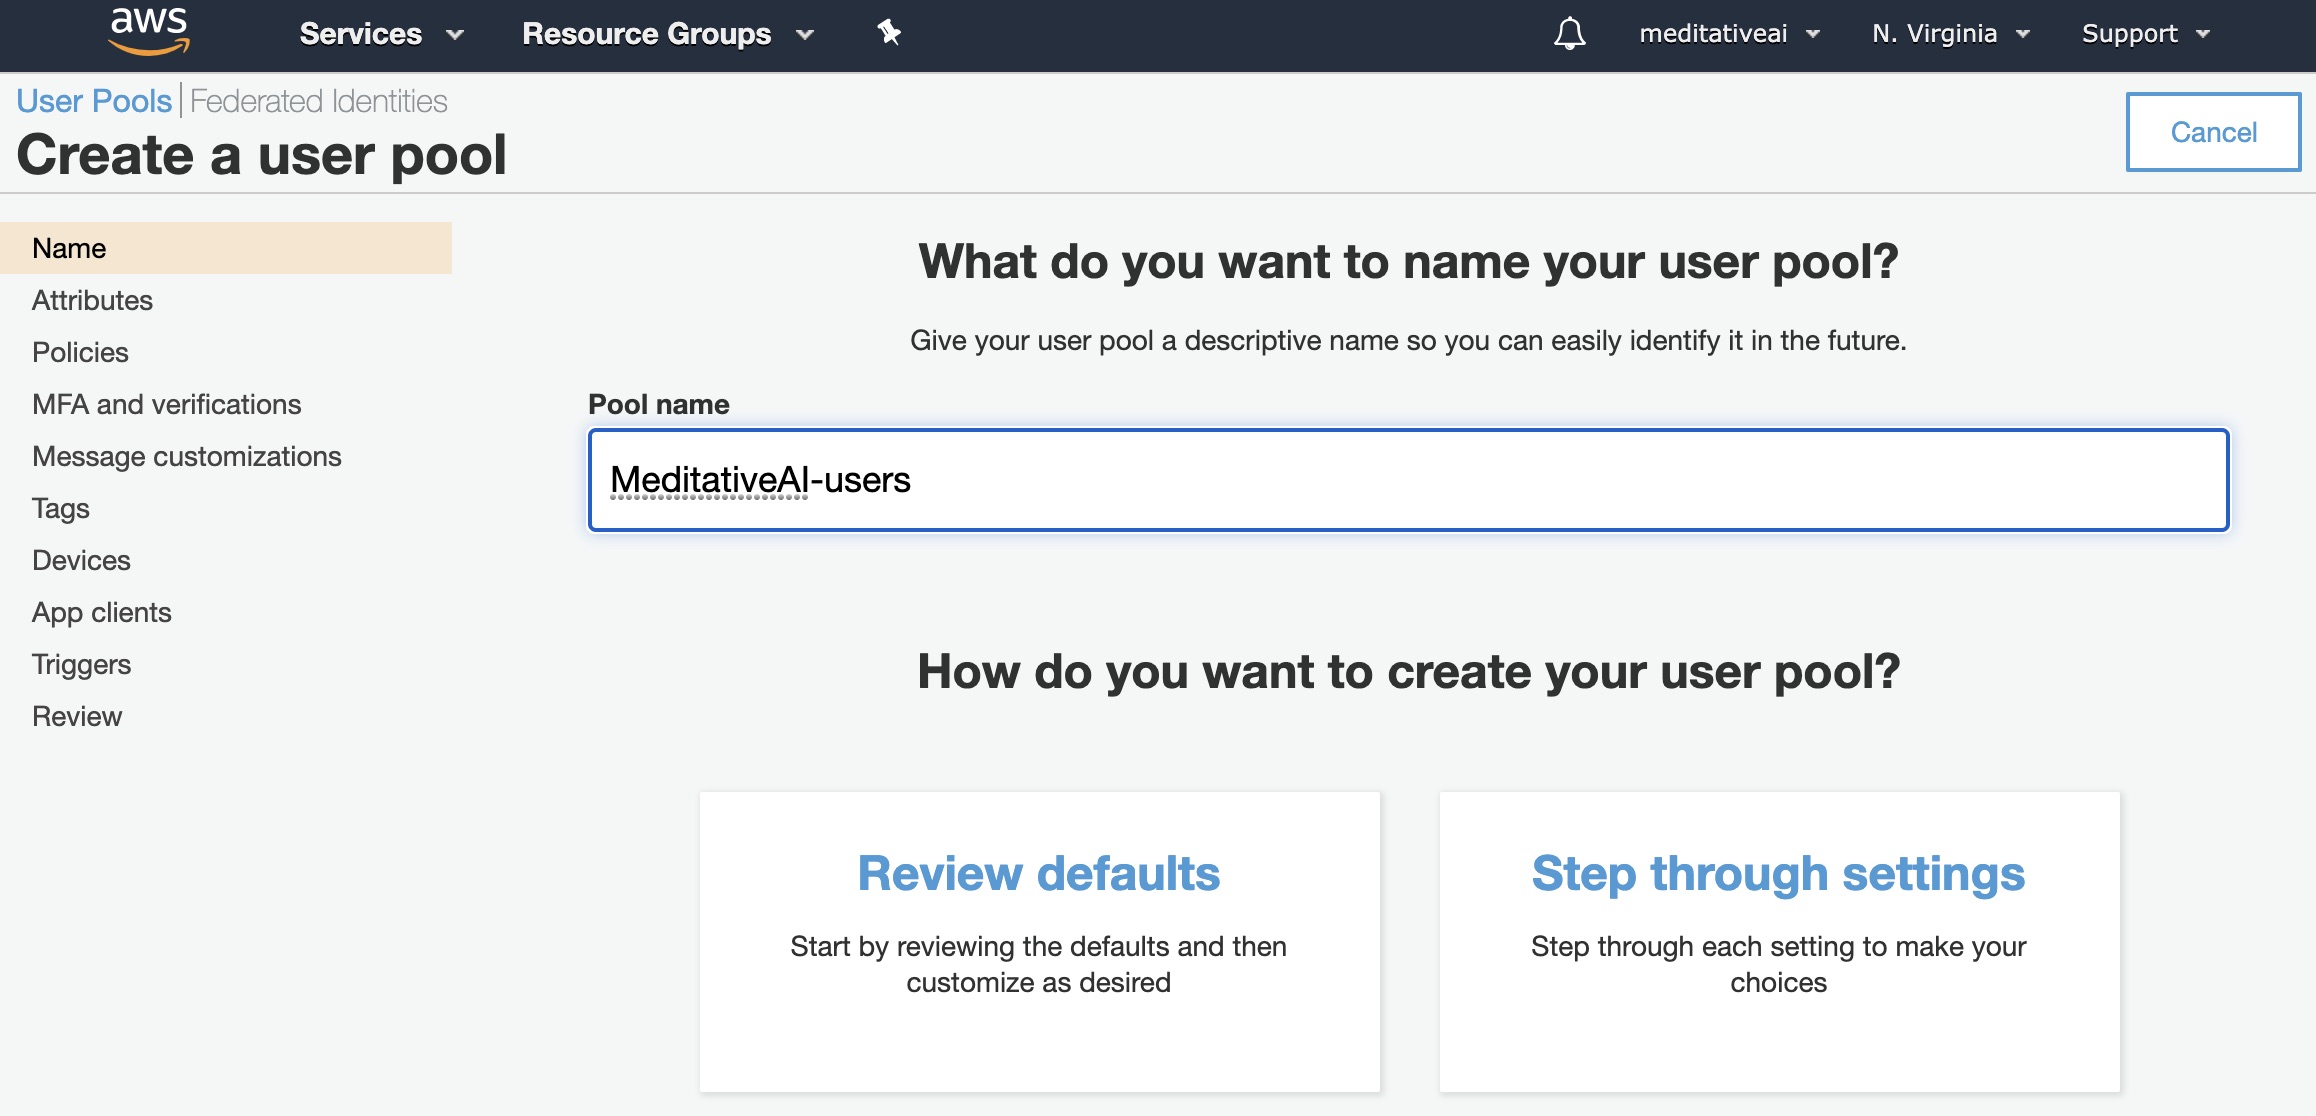 aws Services Resource Groups meditativeai N. Virginia Support
User Pools Federated Identities
Create a user pool
Cancel
Name
Attributes
Policies
MFA and verifications
Message customizations
Tags
Devices
App clients
Triggers
Review
What do you want to name your user pool?
Give your user pool a descriptive name so you can easily identify it in the future.
Pool name
MeditativeAI-users
How do you want to create your user pool?
Review defaults
Start by reviewing the defaults and then
customize as desired
Step through settings
Step through each setting to make your
choices